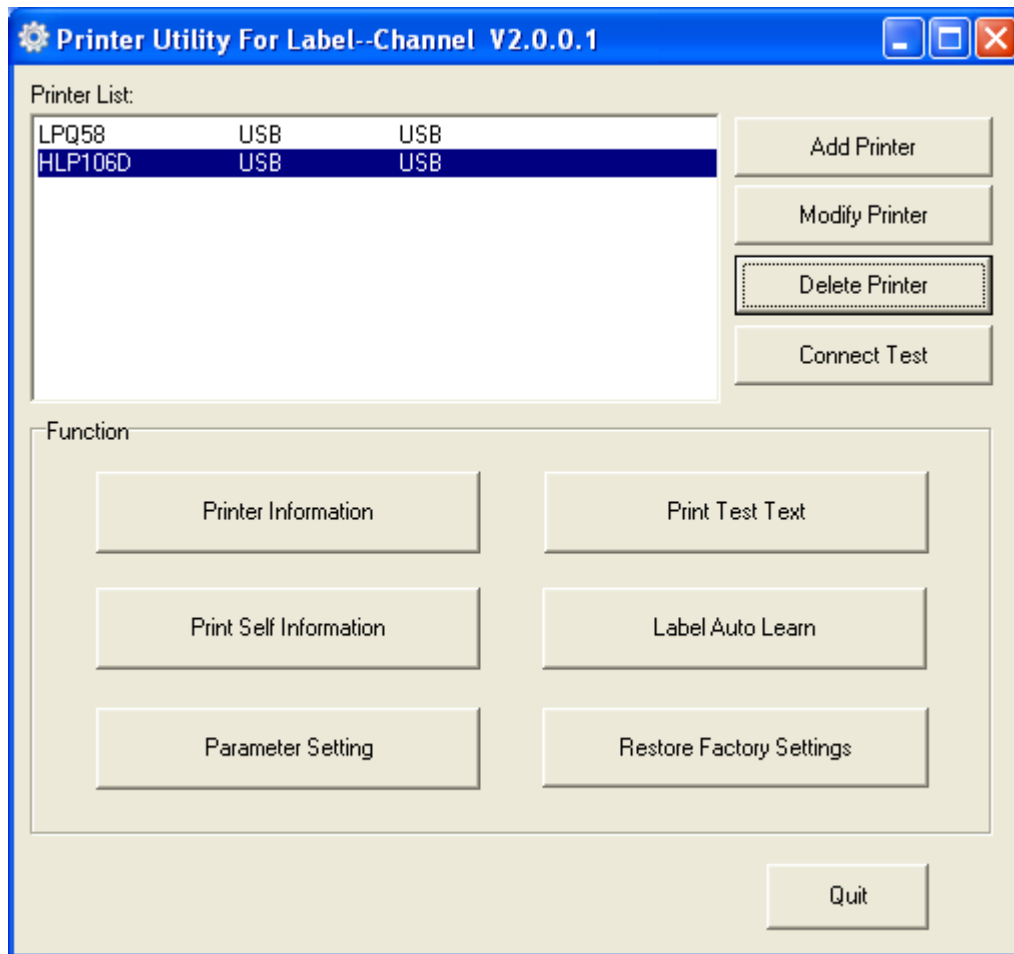 Printer Utility For Label--Channel V2.0.0.1
Printer List:
LPQ58 USB USB
HLP106D USB USB
Add Printer
Modify Printer
Delete Printer
Connect Test
Function
Printer Information
Print Test Text
Print Self Information
Label Auto Learn
Parameter Setting
Restore Factory Settings
Quit